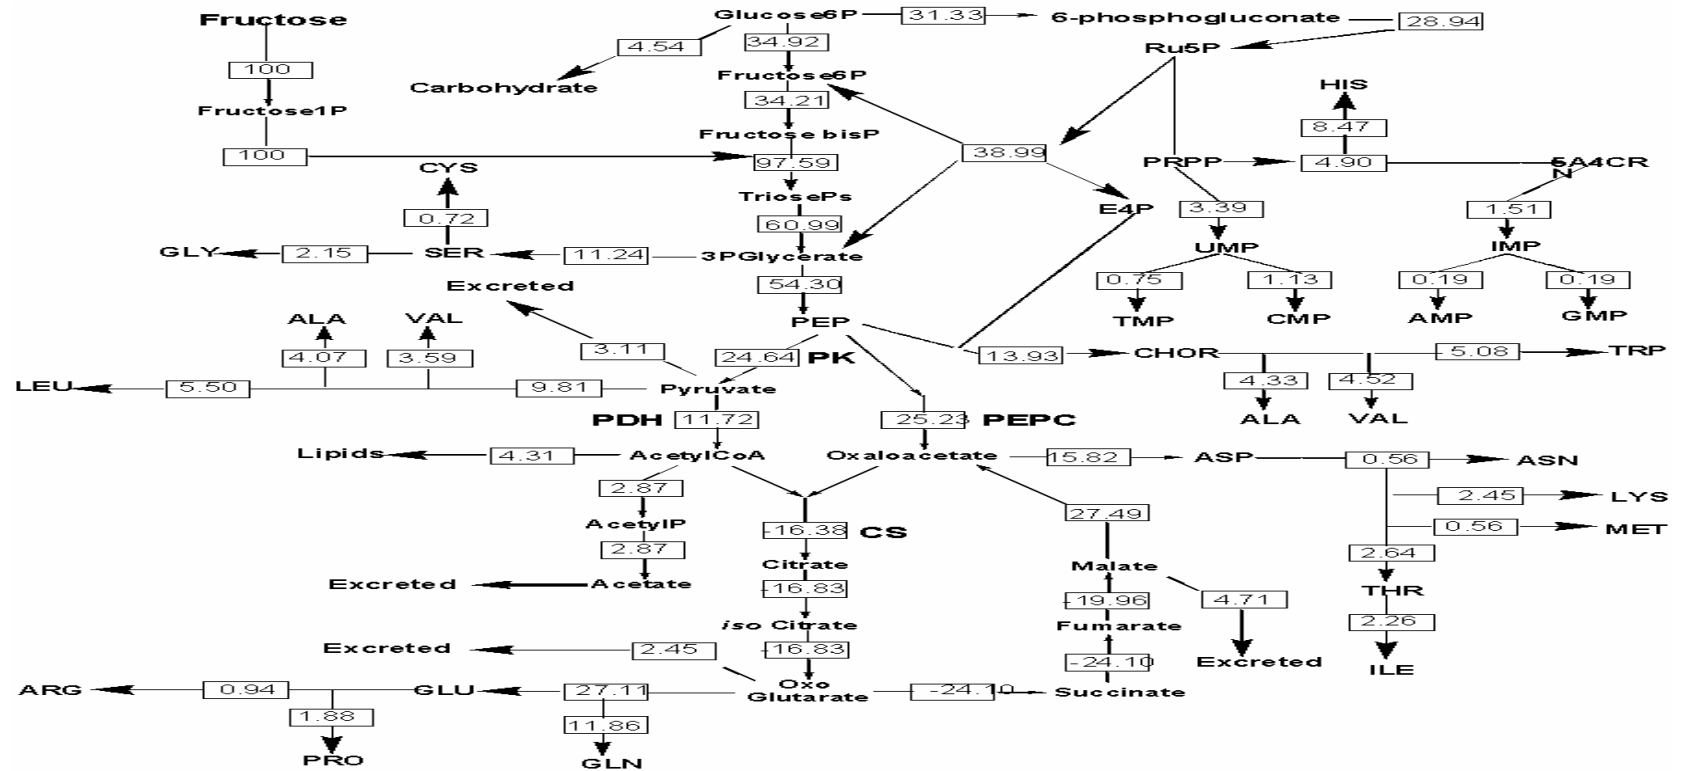 Fructose
Glucose6P
31.33
6-phosphogluconate
28.94
4.54
34.92
Ru5P
100
Carbohydrate
Fructose6P
HIS
Fructose1P
34.21
8.47
Fructose bisP
100
97.59
38.99
PRPP
4.90
5A4CR
N
CYS
TriosePs
0.72
60.99
E4P
3.39
1.51
GLY
2.15
SER
11.24
3PGlycerate
UMP
IMP
Excreted
54.30
0.75
1.13
0.19
0.19
ALA
VAL
PEP
TMP
CMP
AMP
GMP
4.07
3.59
3.11
24.64
PK
13.93
CHOR
5.08
TRP
LEU
5.50
9.81
Pyruvate
4.33
4.52
PDH
11.72
25.23
PEPC
ALA
VAL
Lipids
4.31
AcetylCoA
Oxaloacetate
15.82
ASP
0.56
ASN
2.87
2.45
LYS
AcetylP
-16.38
CS
27.49
0.56
MET
2.87
Citrate
Malate
2.64
Excreted
Acetate
-16.83
-19.96
4.71
THR
iso Citrate
Fumarate
2.26
Excreted
2.45
-16.83
-24.10
Excreted
ILE
ARG
0.94
GLU
27.11
Oxo
Glutarate
-24.10
Succinate
1.88
11.86
PRO
GLN